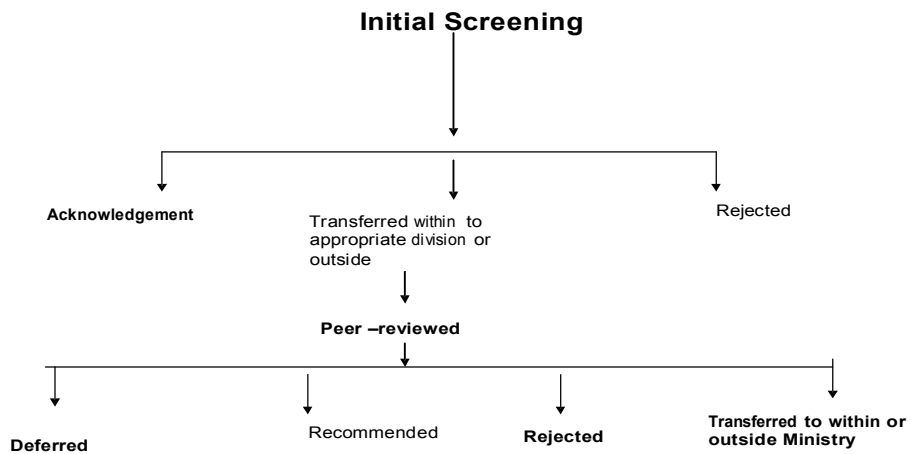 Initial Screening
Acknowledgement
Transferred within to
appropriate division or
outside
Rejected
Peer –reviewed
Deferred
Recommended
Rejected
Transferred to within or
outside Ministry